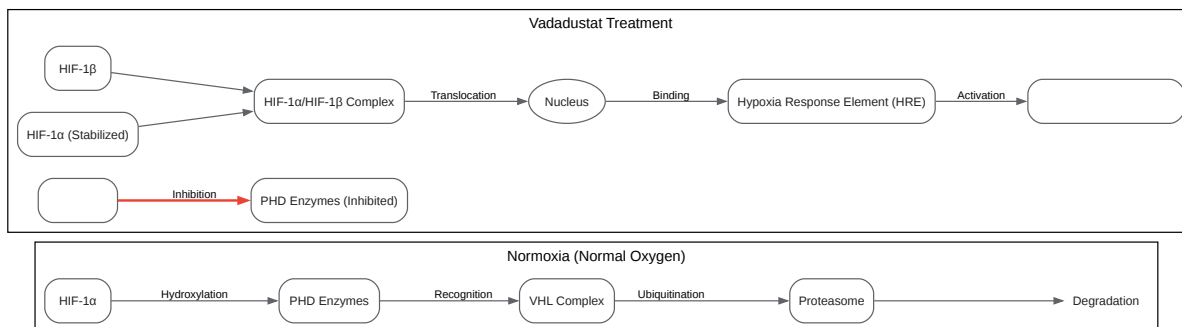 Vadadustat Treatment
HIF-1β
HIF-1α (Stabilized)
HIF-1α/HIF-1β Complex
Translocation
Nucleus
Binding
Hypoxia Response Element (HRE)
Activation
Inhibition
PHD Enzymes (Inhibited)
Normoxia (Normal Oxygen)
HIF-1α
Hydroxylation
PHD Enzymes
Recognition
VHL Complex
Ubiquitination
Proteasome
Degradation